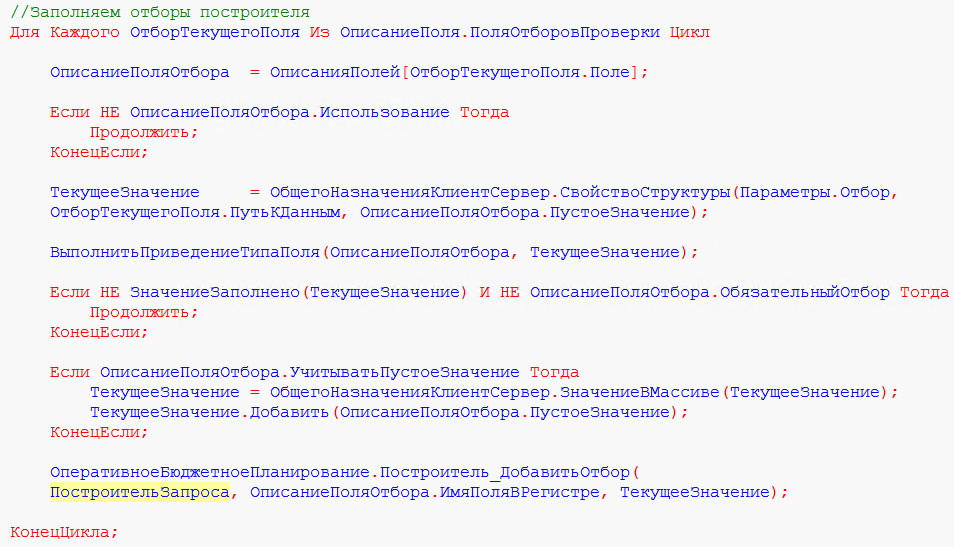 //Заполняем отборы построителя
Для Каждого ОтборТекущегоПоля Из ОписаниеПоля.ПоляОтборовПроверки Цикл
ОписаниеПоляОтбора = ОписанияПолей[ОтборТекущегоПоля.Поле];
Если НЕ ОписаниеПоляОтбора.Использование Тогда
Продолжить;
КонецЕсли;
ТекущееЗначение = ОбщегоНазначенияКлиентСервер.СвойствоСтруктуры(Параметры.Отбор,
ОтборТекущегоПоля.ПутьКДанным, ОписаниеПоляОтбора.ПустоеЗначение);
ВыполнитьПриведениеТипаПоля(ОписаниеПоляОтбора, ТекущееЗначение);
Если НЕ ЗначениеЗаполнено(ТекущееЗначение) И НЕ ОписаниеПоляОтбора.ОбязательныйОтбор Тогда
Продолжить;
КонецЕсли;
Если ОписаниеПоляОтбора.УчитыватьПустоеЗначение Тогда
ТекущееЗначение = ОбщегоНазначенияКлиентСервер.ЗначениеВМассиве(ТекущееЗначение);
ТекущееЗначение.Добавить(ОписаниеПоляОтбора.ПустоеЗначение);
КонецЕсли;
ОперативноеБюджетноеПланирование.Построитель_ДобавитьОтбор(
ПостроительЗапроса, ОписаниеПоляОтбора.ИмяПоляВРегистре, ТекущееЗначение);
КонецЦикла;